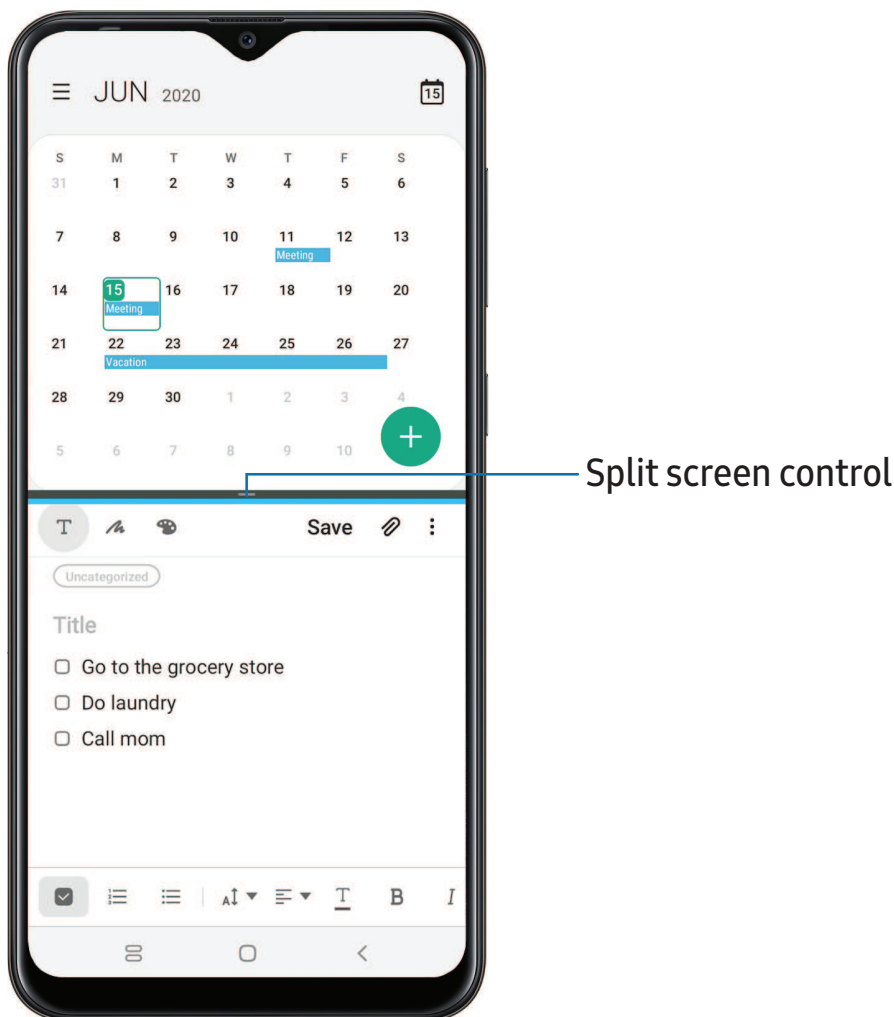 JUN 2020
15
S M T W T F S
31 1 2 3 4 5 6
7 8 9 10 11 12 13
Meeting
14 15 16 17 18 19 20
Meeting
21 22 23 24 25 26 27
Vacation
28 29 30 1 2 3 4
5 6 7 8 9 10
+
Split screen control
T Save
Uncategorized
Title
Go to the grocery store
Do laundry
Call mom
A T B I